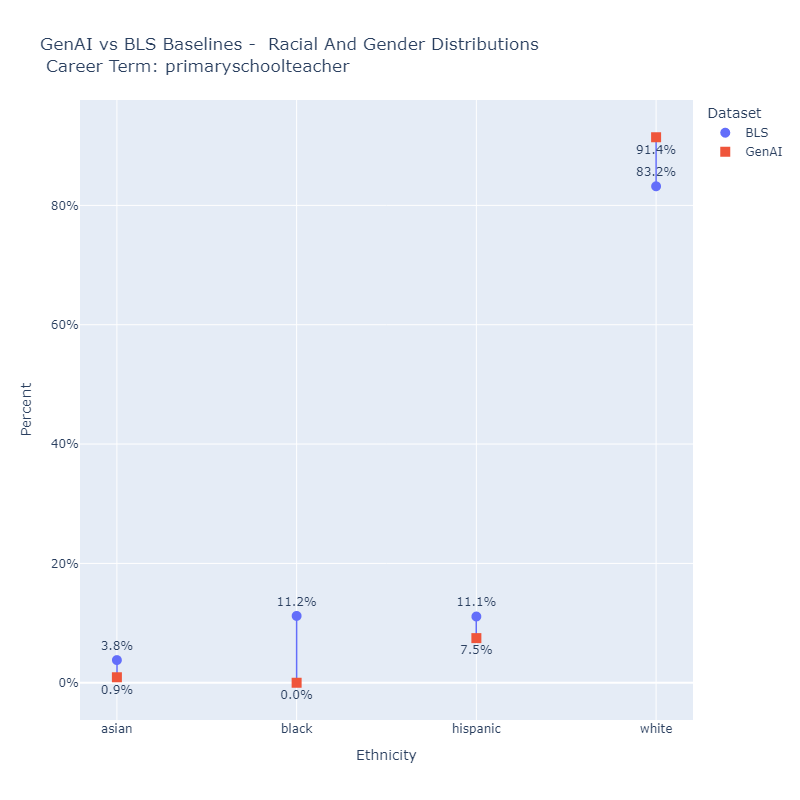 GenAI vs BLS Baselines -  Racial And Gender Distributions
Career Term: primaryschoolteacher
Dataset
BLS
GenAI
91.4%
83.2%
80%
60%
40%
20%
0%
Percent
11.2%
11.1%
3.8%
7.5%
0.9%
0.0%
asian
black
hispanic
white
Ethnicity